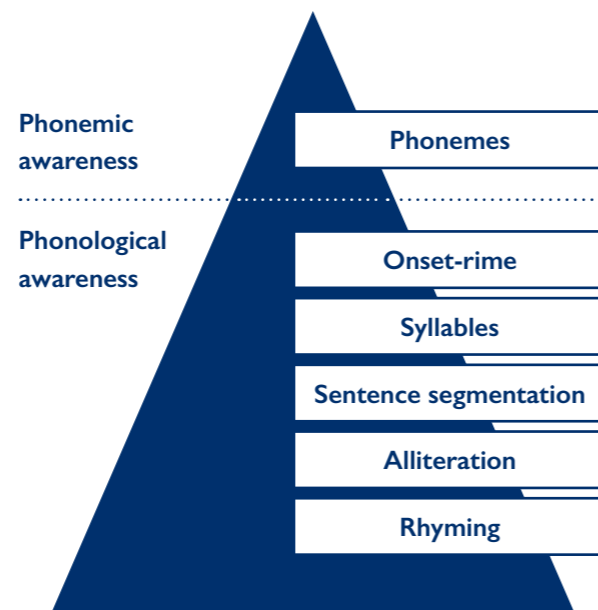 Phonemic
awareness
Phonemes
Phonological
awareness
Onset-rime
Syllables
Sentence segmentation
Alliteration
Rhyming